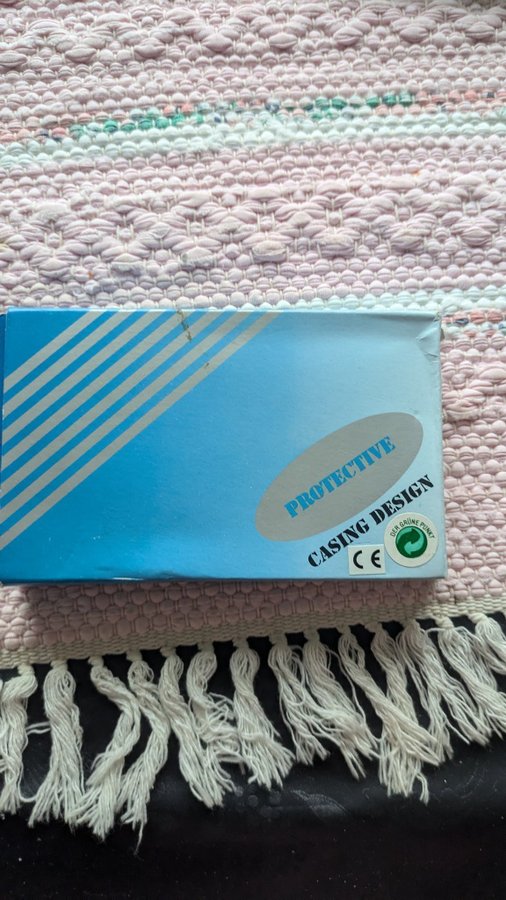 PROTECTIVE
CASING DESIGN
CE
DER GRÜNE PUNKT